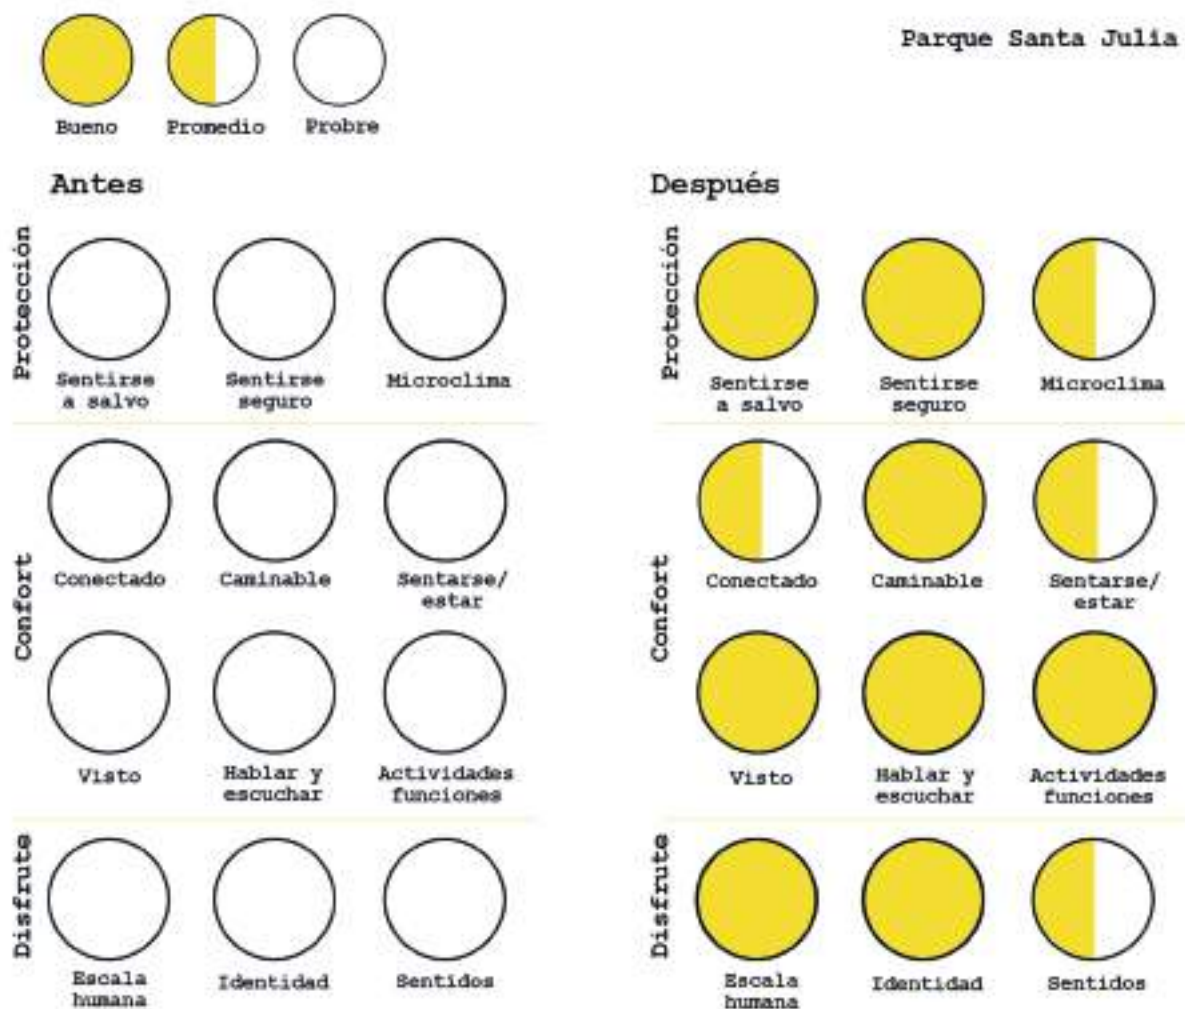 Parque Santa Julia
Bueno
Promedio
Probre
Antes
Protección
Sentirse
a salvo
Sentirse
seguro
Microclima
Confort
Conectado
Caminable
Sentarse/
estar
Visto
Hablar y
escuchar
Actividades
funciones
Disfrute
Escala
humana
Identidad
Sentidos
Después
Protección
Sentirse
a salvo
Sentirse
seguro
Microclima
Confort
Conectado
Caminable
Sentarse/
estar
Visto
Hablar y
escuchar
Actividades
funciones
Disfrute
Escala
humana
Identidad
Sentidos